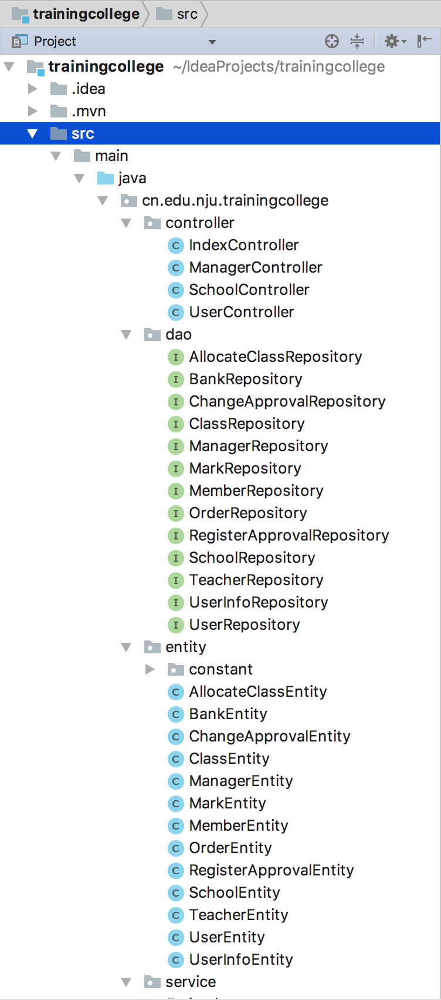 trainingcollege src
Project
trainingcollege ~/IdeaProjects/trainingcollege
.idea
.mvn
src
main
java
cn.edu.nju.trainingcollege
controller
IndexController
ManagerController
SchoolController
UserController
dao
AllocateClassRepository
BankRepository
ChangeApprovalRepository
ClassRepository
ManagerRepository
MarkRepository
MemberRepository
OrderRepository
RegisterApprovalRepository
SchoolRepository
TeacherRepository
UserInfoRepository
UserRepository
entity
constant
AllocateClassEntity
BankEntity
ChangeApprovalEntity
ClassEntity
ManagerEntity
MarkEntity
MemberEntity
OrderEntity
RegisterApprovalEntity
SchoolEntity
TeacherEntity
UserEntity
UserInfoEntity
service